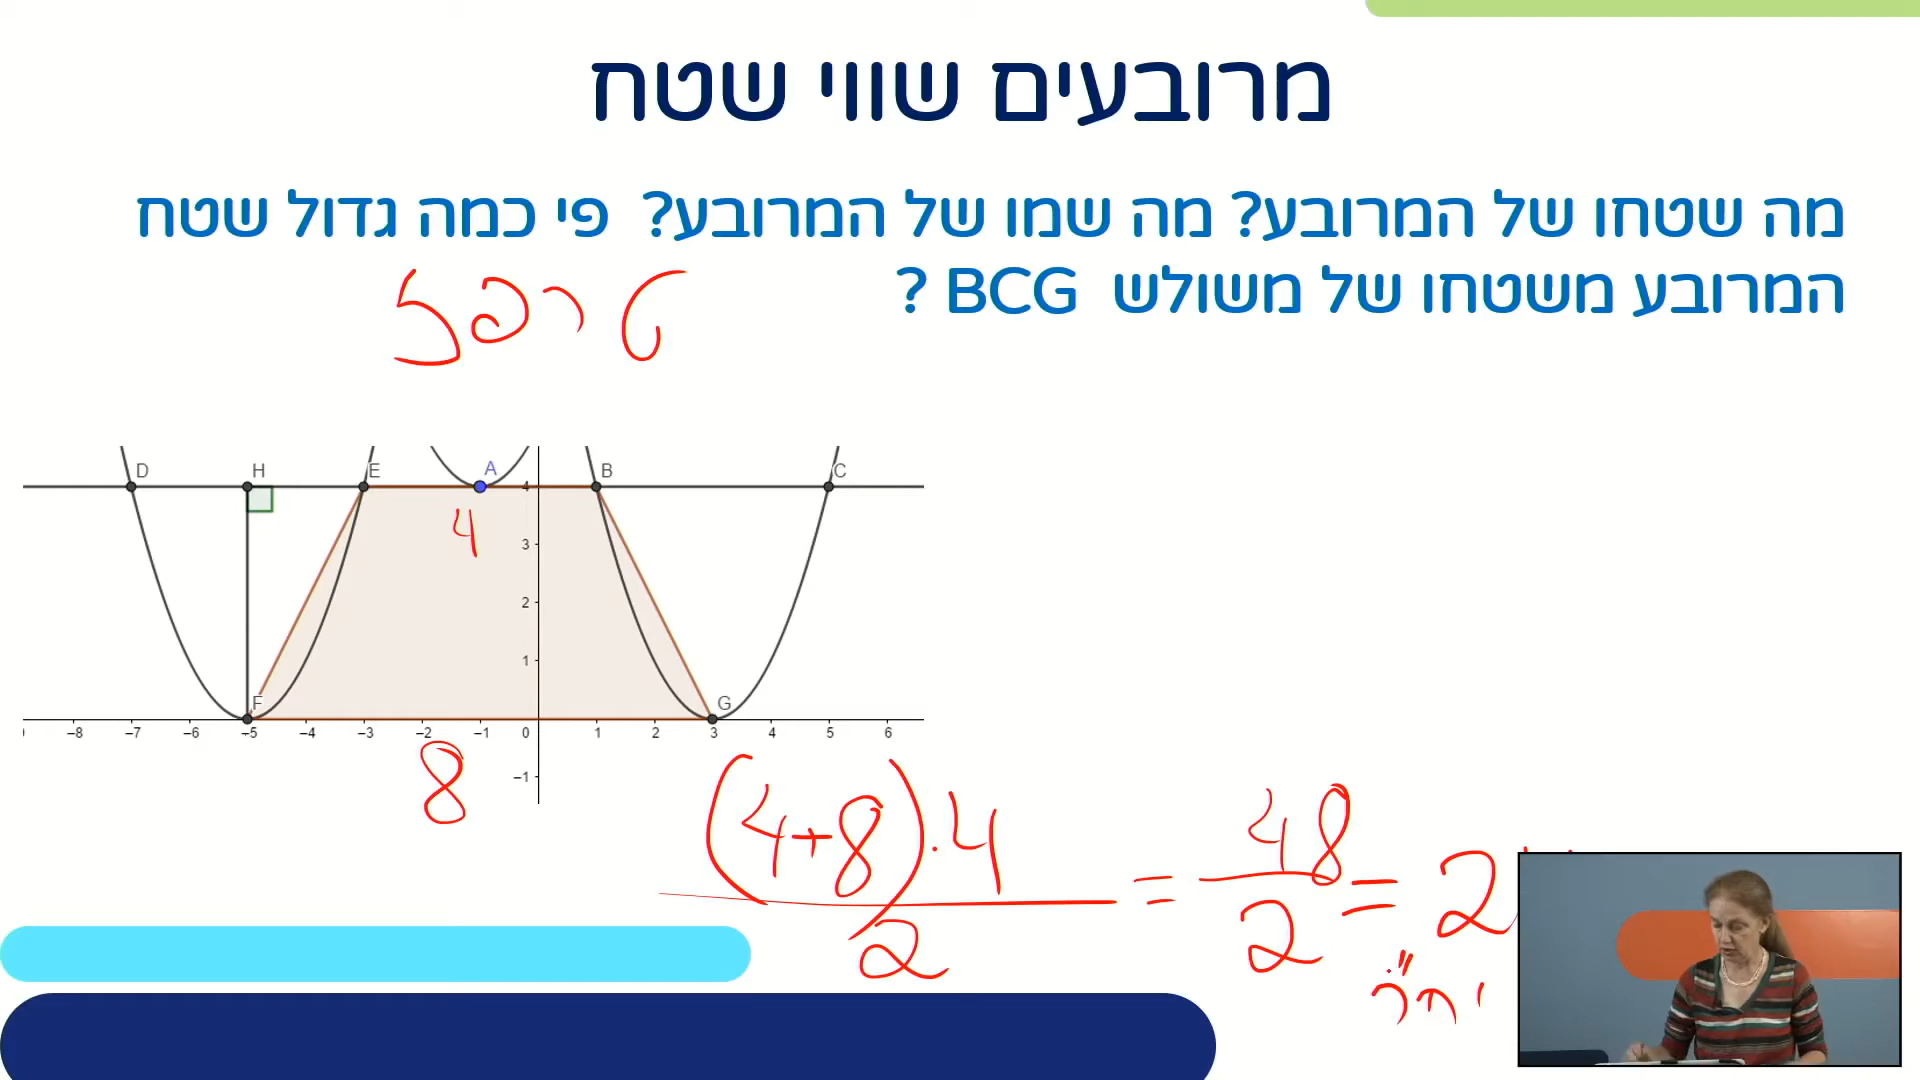 מרובעים שווי שטח
מה שטחו של המרובע? מה שמו של המרובע? פי כמה גדול שטח
המרובע משטחו של משולש BCG ?
טרפז
D H E A B C
4
4
3
2
1
F G
-8 -7 -6 -5 -4 -3 -2 -1 0 1 2 3 4 5 6
-1
8
(4+8).4 = 48 = 2
2 2